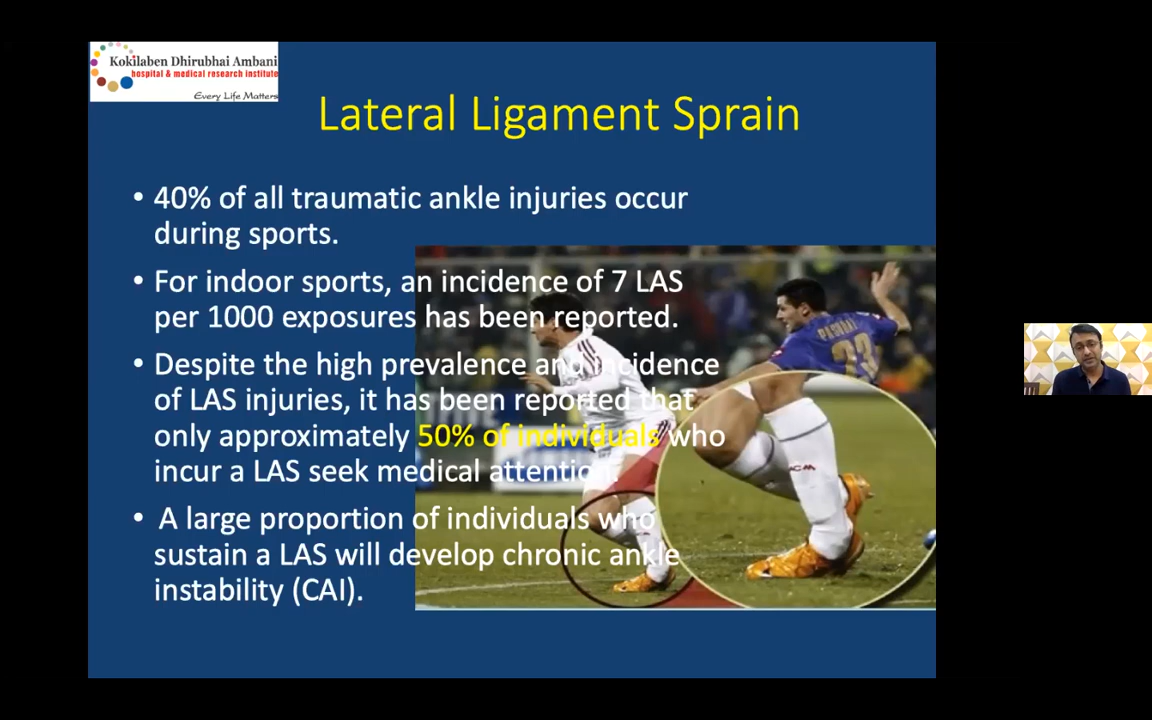 Kokilaben Dhirubhai Ambani
hospital & medical research institute
Every Life Matters
Lateral Ligament Sprain
• 40% of all traumatic ankle injuries occur
during sports.
• For indoor sports, an incidence of 7 LAS
per 1000 exposures has been reported.
• Despite the high prevalence and incidence
of LAS injuries, it has been reported that
only approximately 50% of individuals who
incur a LAS seek medical attention.
• A large proportion of individuals who
sustain a LAS will develop chronic ankle
instability (CAI).
23